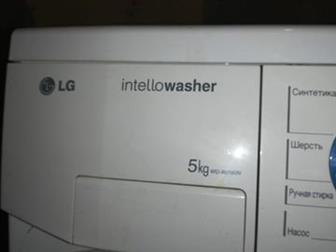 LG
intellowasher
5kg
Синтетика
Шерсть
Ручная стирка
Насос